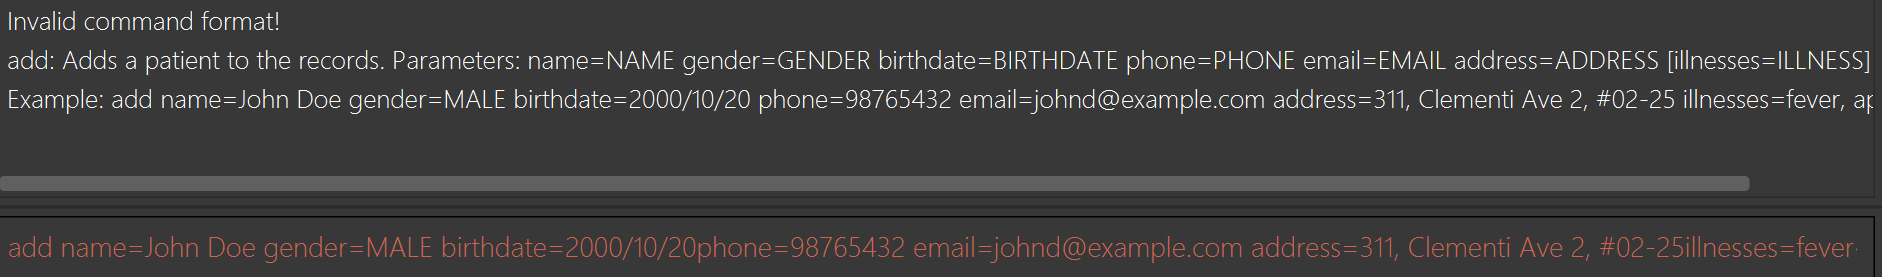 Invalid command format!
add: Adds a patient to the records. Parameters: name=NAME gender=GENDER birthdate=BIRTHDATE phone=PHONE email=EMAIL address=ADDRESS [illnesses=ILLNESS]
Example: add name=John Doe gender=MALE birthdate=2000/10/20 phone=98765432 email=johnd@example.com address=311, Clementi Ave 2, #02-25 illnesses=fever,
add name=John Doe gender=MALE birthdate=2000/10/20phone=98765432 email=johnd@example.com address=311, Clementi Ave 2, #02-25illnesses=fever